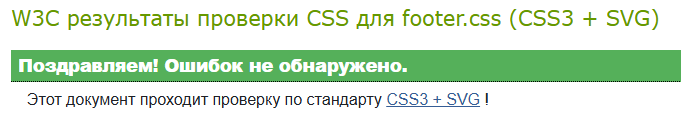 W3C результаты проверки CSS для footer.css (CSS3 + SVG)
Поздравляем! Ошибок не обнаружено.
Этот документ проходит проверку по стандарту CSS3 + SVG !